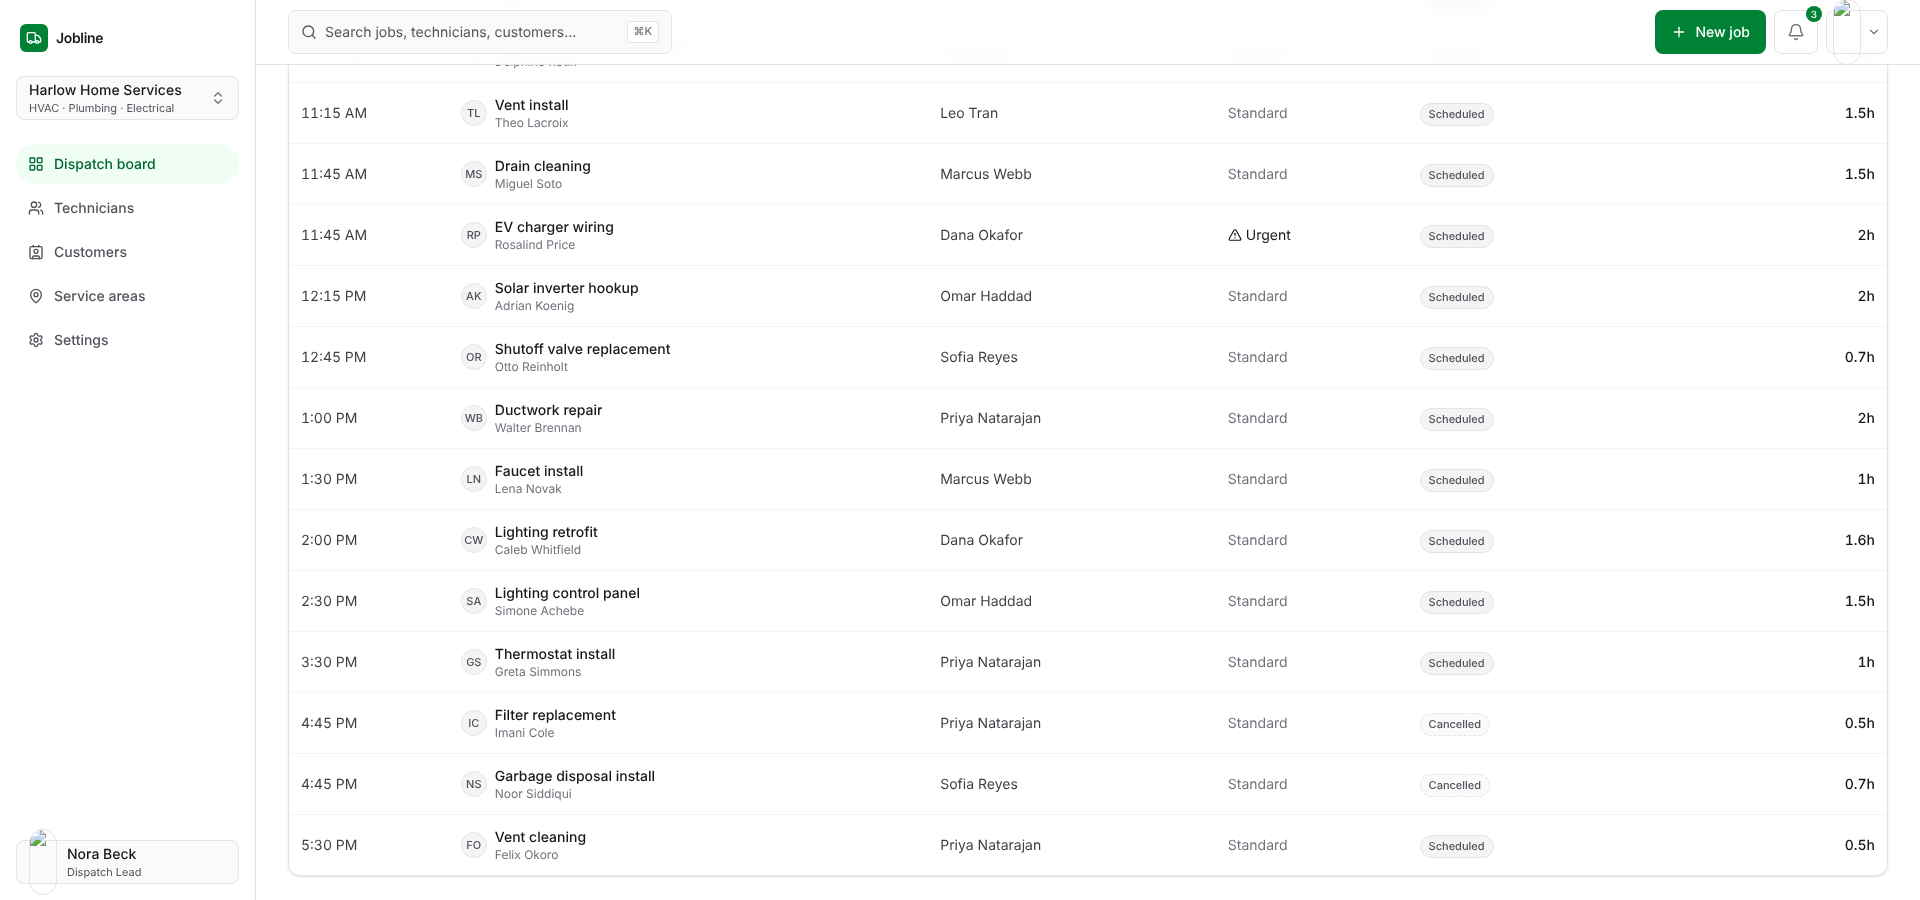 Jobline
Search jobs, technicians, customers...
⌘K
New job
3
Harlow Home Services
HVAC · Plumbing · Electrical
Dispatch board
Technicians
Customers
Service areas
Settings
Nora Beck
Dispatch Lead
11:15 AM TL Vent install Leo Tran Standard Scheduled 1.5h
Theo Lacroix
11:45 AM MS Drain cleaning Marcus Webb Standard Scheduled 1.5h
Miguel Soto
11:45 AM RP EV charger wiring Dana Okafor Urgent Scheduled 2h
Rosalind Price
12:15 PM AK Solar inverter hookup Omar Haddad Standard Scheduled 2h
Adrian Koenig
12:45 PM OR Shutoff valve replacement Sofia Reyes Standard Scheduled 0.7h
Otto Reinholt
1:00 PM WB Ductwork repair Priya Natarajan Standard Scheduled 2h
Walter Brennan
1:30 PM LN Faucet install Marcus Webb Standard Scheduled 1h
Lena Novak
2:00 PM CW Lighting retrofit Dana Okafor Standard Scheduled 1.6h
Caleb Whitfield
2:30 PM SA Lighting control panel Omar Haddad Standard Scheduled 1.5h
Simone Achebe
3:30 PM GS Thermostat install Priya Natarajan Standard Scheduled 1h
Greta Simmons
4:45 PM IC Filter replacement Priya Natarajan Standard Cancelled 0.5h
Imani Cole
4:45 PM NS Garbage disposal install Sofia Reyes Standard Cancelled 0.7h
Noor Siddiqui
5:30 PM FO Vent cleaning Priya Natarajan Standard Scheduled 0.5h
Felix Okoro